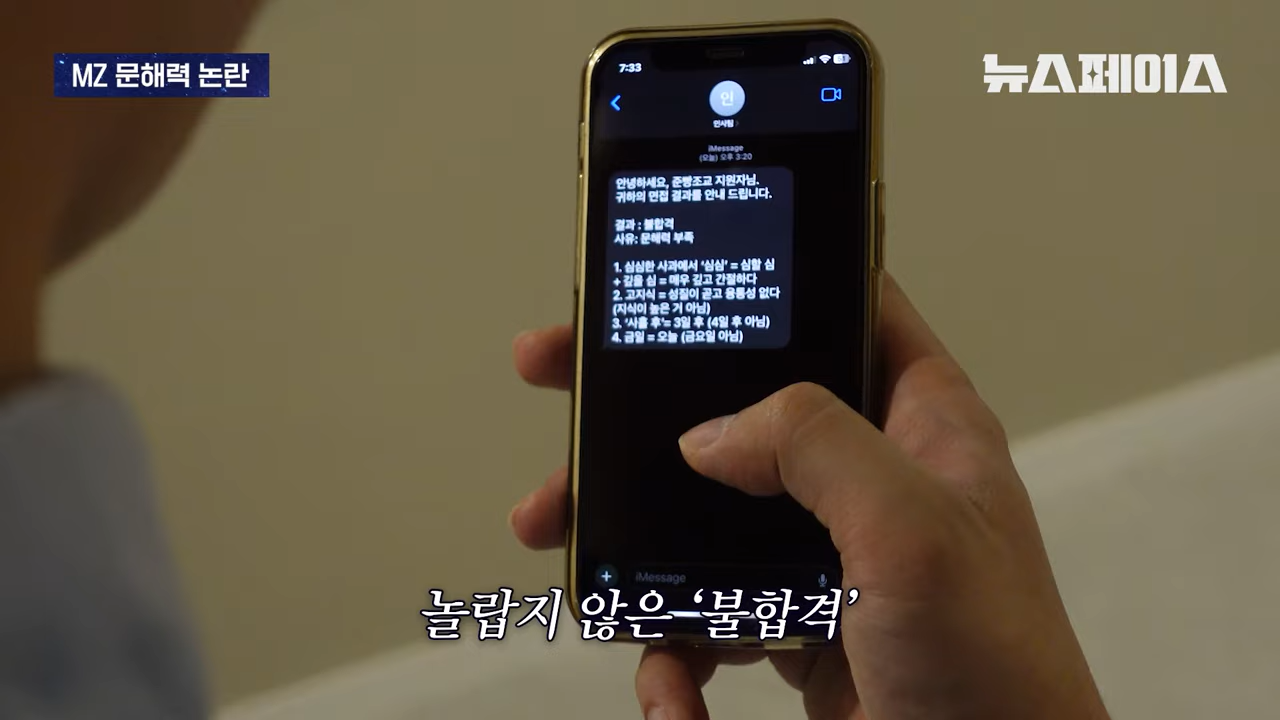 MZ 문해력 논란
뉴스페이스
7:33
인
인사팀
iMessage
(오늘) 오후 3:20
안녕하세요, 준빵조교 지원자님.
귀하의 면접 결과를 안내 드립니다.
결과 : 불합격
사유: 문해력 부족
1. 심심한 사과에서 ‘심심’ = 심할 심
+ 깊을 심 = 매우 깊고 간절하다
2. 고지식 = 성질이 곧고 융통성 없다
(지식이 높은 거 아님)
3. ‘사흘 후’= 3일 후 (4일 후 아님)
4. 금일 = 오늘 (금요일 아님)
iMessage
놀랍지 않은 ‘불합격’